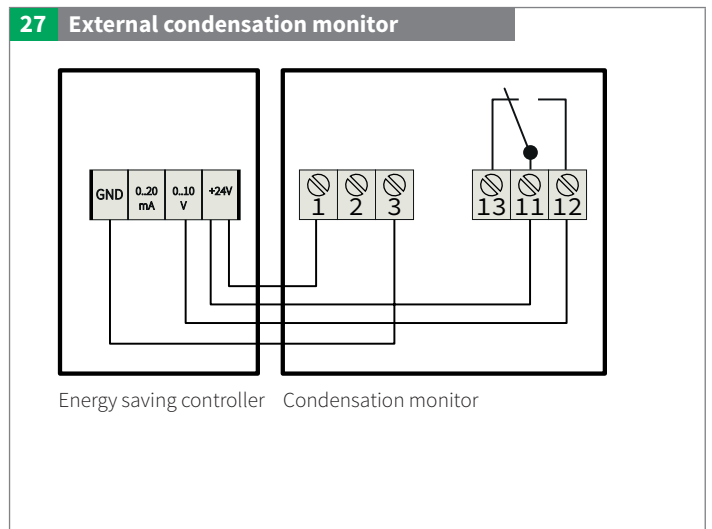 27 External condensation monitor
GND 0..20 mA 0..10 V +24V
1 2 3
13 11 12
Energy saving controller Condensation monitor